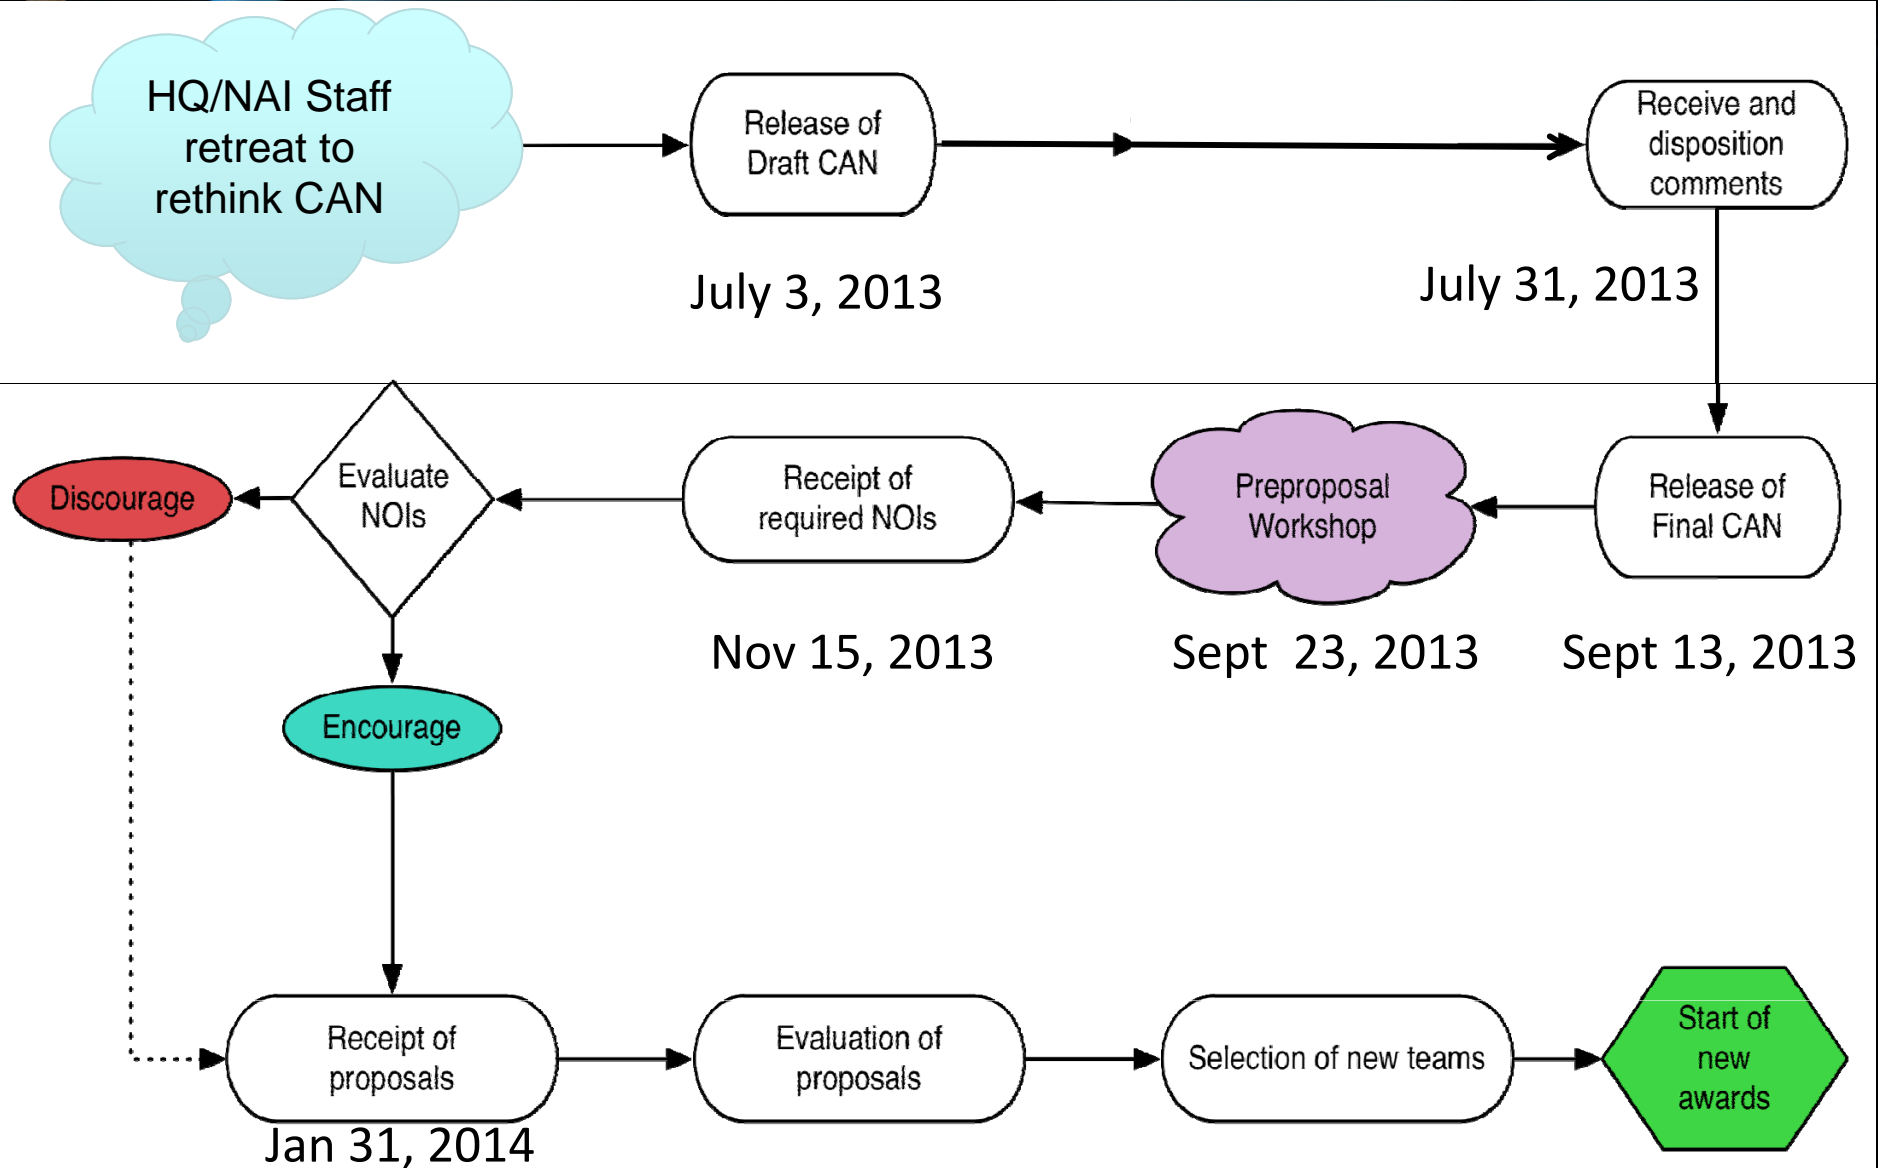 HQ/NAI Staff
retreat to
rethink CAN
Release of
Draft CAN
Receive and
disposition
comments
July 3, 2013
July 31, 2013
Discourage
Evaluate
NOIs
Receipt of
required NOIs
Preproposal
Workshop
Release of
Final CAN
Nov 15, 2013
Sept  23, 2013
Sept 13, 2013
Encourage
Receipt of
proposals
Evaluation of
proposals
Selection of new teams
Start of
new
awards
Jan 31, 2014